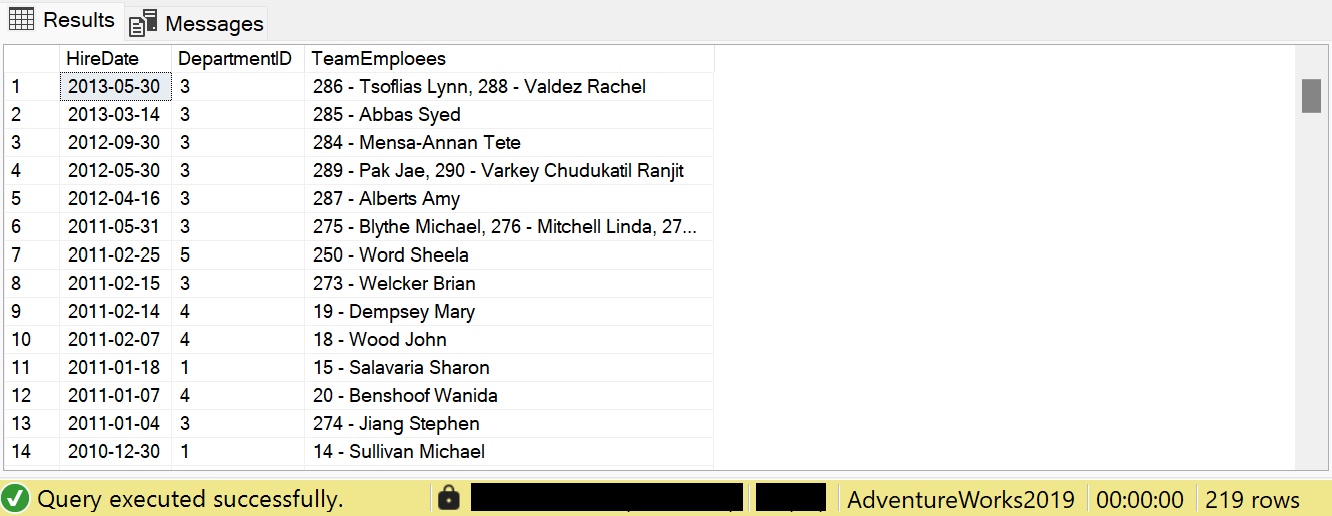 Results Messages
HireDate DepartmentID TeamEmploees
1 2013-05-30 3 286 - Tsoflias Lynn, 288 - Valdez Rachel
2 2013-03-14 3 285 - Abbas Syed
3 2012-09-30 3 284 - Mensa-Annan Tete
4 2012-05-30 3 289 - Pak Jae, 290 - Varkey Chudukatil Ranjit
5 2012-04-16 3 287 - Alberts Amy
6 2011-05-31 3 275 - Blythe Michael, 276 - Mitchell Linda, 27...
7 2011-02-25 5 250 - Word Sheela
8 2011-02-15 3 273 - Welcker Brian
9 2011-02-14 4 19 - Dempsey Mary
10 2011-02-07 4 18 - Wood John
11 2011-01-18 1 15 - Salavaria Sharon
12 2011-01-07 4 20 - Benshoof Wanida
13 2011-01-04 3 274 - Jiang Stephen
14 2010-12-30 1 14 - Sullivan Michael
Query executed successfully. AdventureWorks2019 00:00:00 219 rows